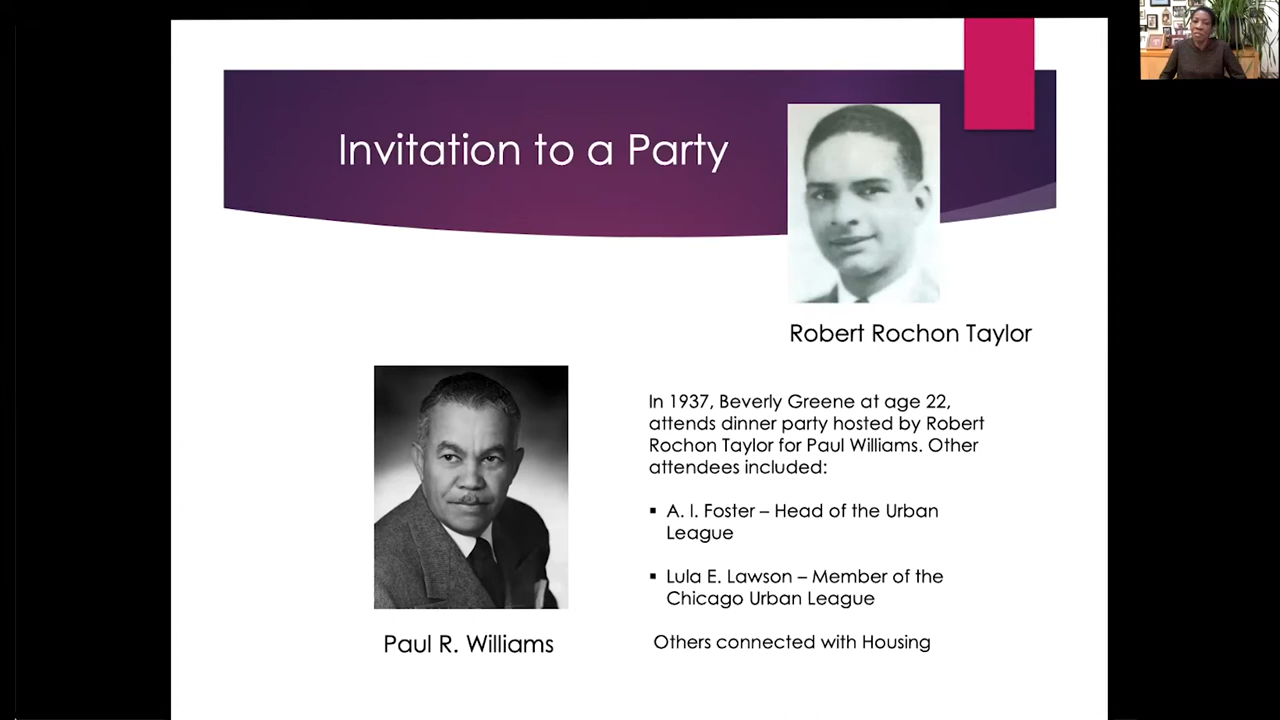 Invitation to a Party
Robert Rochon Taylor
In 1937, Beverly Greene at age 22,
attends dinner party hosted by Robert
Rochon Taylor for Paul Williams. Other
attendees included:
▪ A. I. Foster – Head of the Urban
League
▪ Lula E. Lawson – Member of the
Chicago Urban League
Others connected with Housing
Paul R. Williams